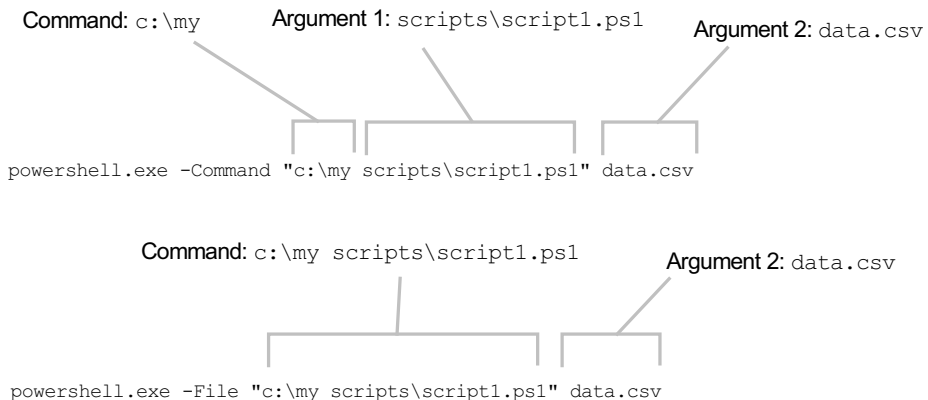 Command: c:\my
Argument 1: scripts\script1.ps1
Argument 2: data.csv
powershell.exe -Command "c:\my scripts\script1.ps1" data.csv
Command: c:\my scripts\script1.ps1
Argument 2: data.csv
powershell.exe -File "c:\my scripts\script1.ps1" data.csv